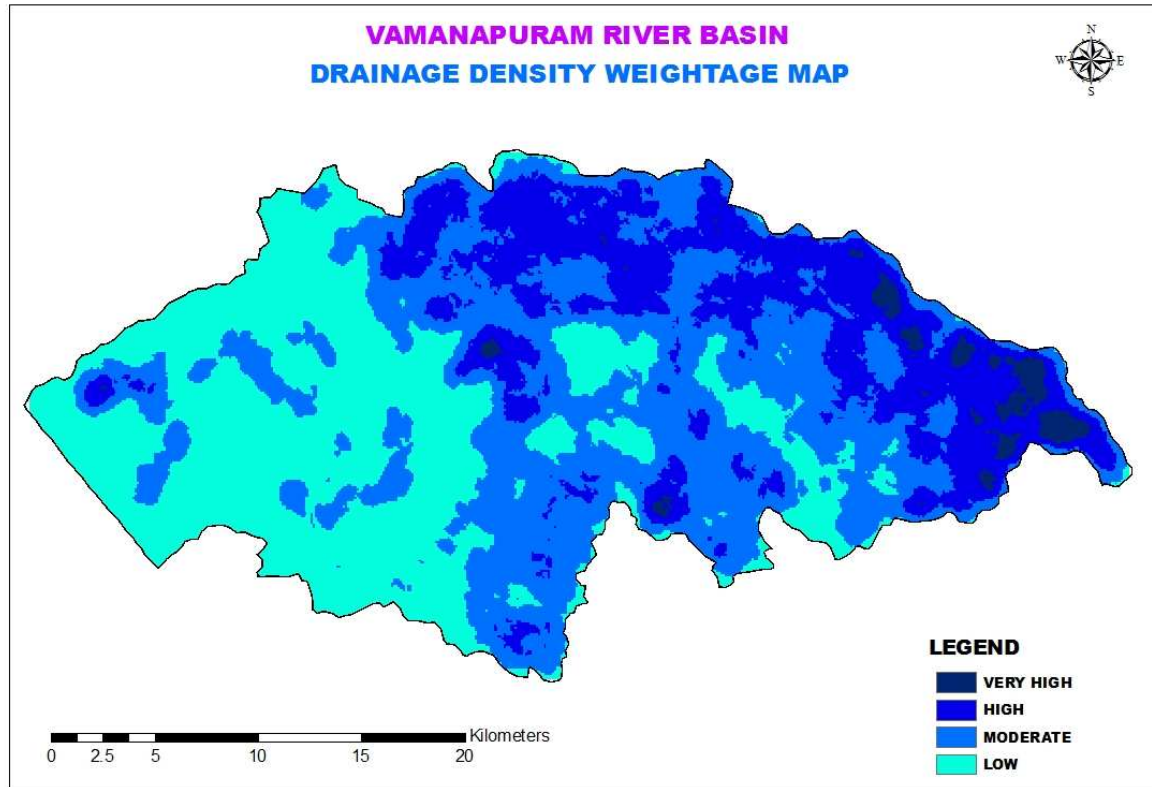 VAMANAPURAM RIVER BASIN
DRAINAGE DENSITY WEIGHTAGE MAP
N
W E
S
LEGEND
VERY HIGH
HIGH
MODERATE
LOW
Kilometers
0 2.5 5 10 15 20